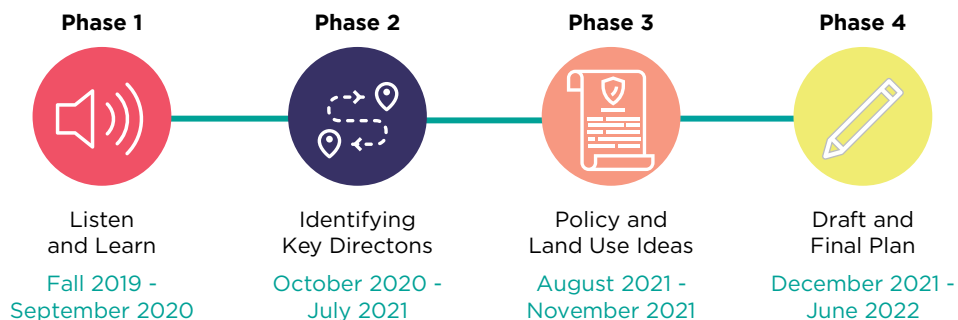 Phase 1
Listen
and Learn
Fall 2019 -
September 2020
Phase 2
Identifying
Key Directons
October 2020 -
July 2021
Phase 3
Policy and
Land Use Ideas
August 2021 -
November 2021
Phase 4
Draft and
Final Plan
December 2021 -
June 2022